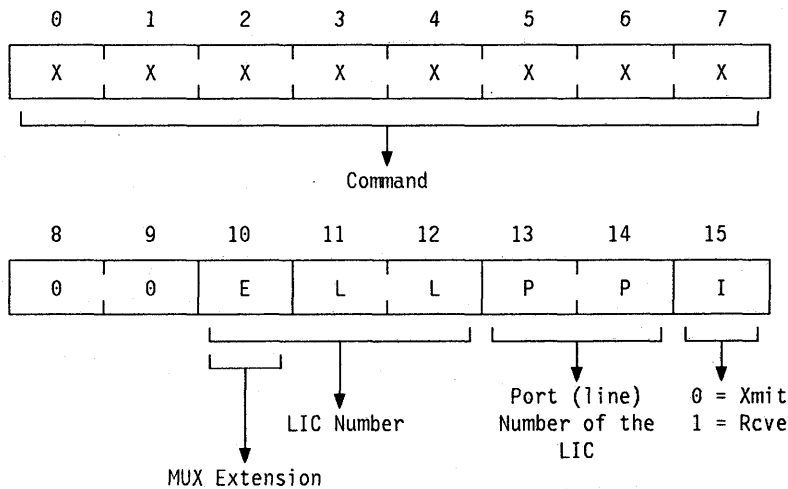 0 1 2 3 4 5 6 7
X X X X X X X X
Command
8 9 10 11 12 13 14 15
0 0 E L L P P I
Port (line) 0 = Xmit
LIC Number Number of the 1 = Rcve
LIC
MUX Extension